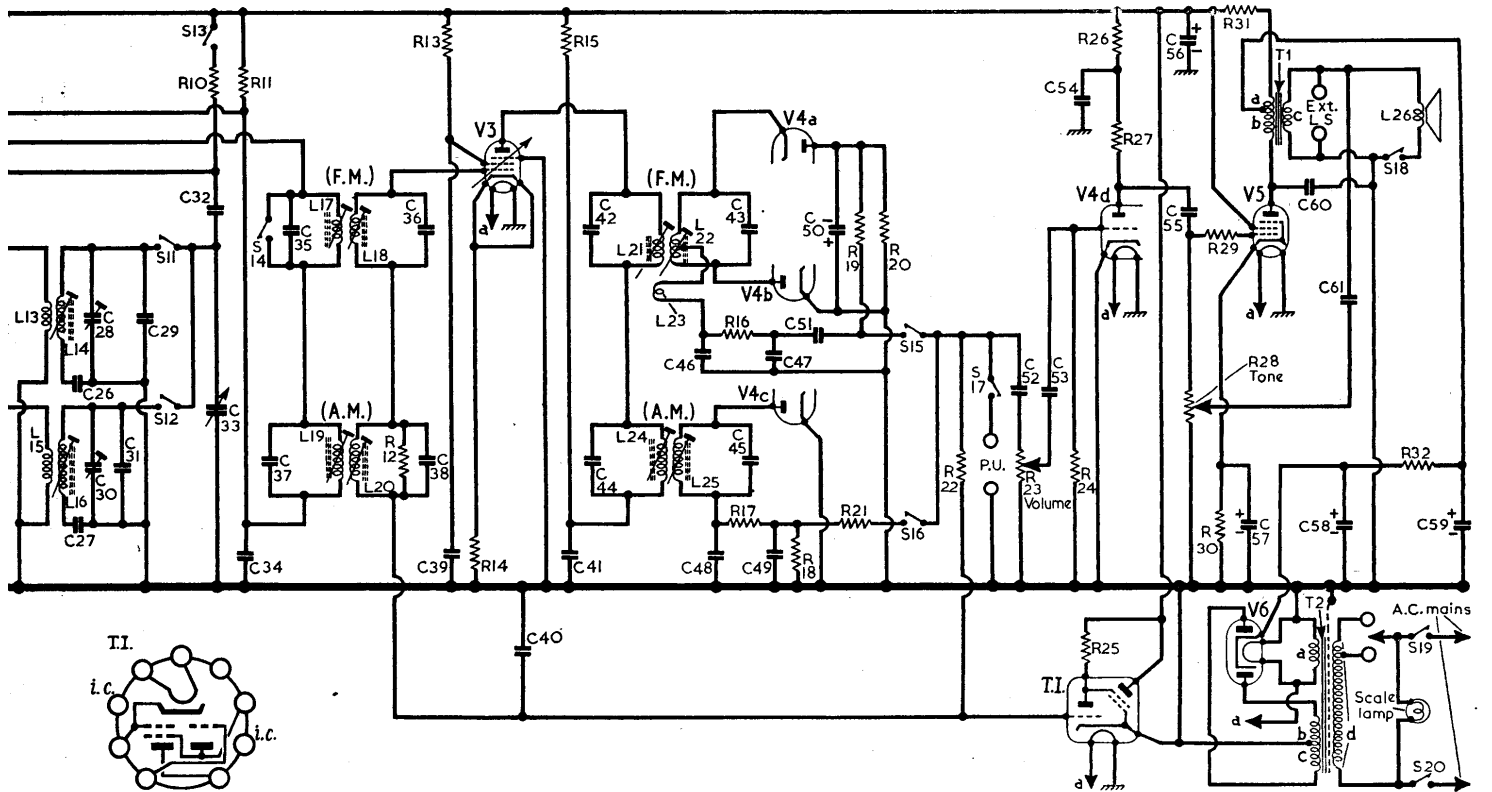 S13
R10
R11
R13
R15
R26
C
56
+
-
R31
T1
a
b
c
Ext.
L S
L26
S18
C54
R27
V3
V4a
V4d
V5
C60
C32
(F.M.)
L17
C
36
S
14
C
35
L18
a
(F.M.)
C
42
C
43
L21
L
22
C
50
-
+
R
19
R
20
C
55
R29
C61
S11
L13
L14
C
28
C29
C26
V4b
L23
R16
C51
C46
C47
S15
a
a
R28
Tone
S12
C
33
L
15
L16
C
30
C
31
C27
(A.M.)
L19
C
37
R
12
C
38
L20
(A.M.)
V4c
L24
C
44
C
45
L25
S
17
C
52
C
53
P.U.
R
22
R
23
Volume
R
24
R32
R17
R21
S16
C34
C39
R14
C41
C48
C49
R
18
R
30
+
-
C
57
C58
+
-
C59
+
-
C40
V6
T2
A.C. mains
S19
a
Scale
lamp
a
b
c
d
S20
R25
T.I.
a
T.I.
i.c.
i.c.